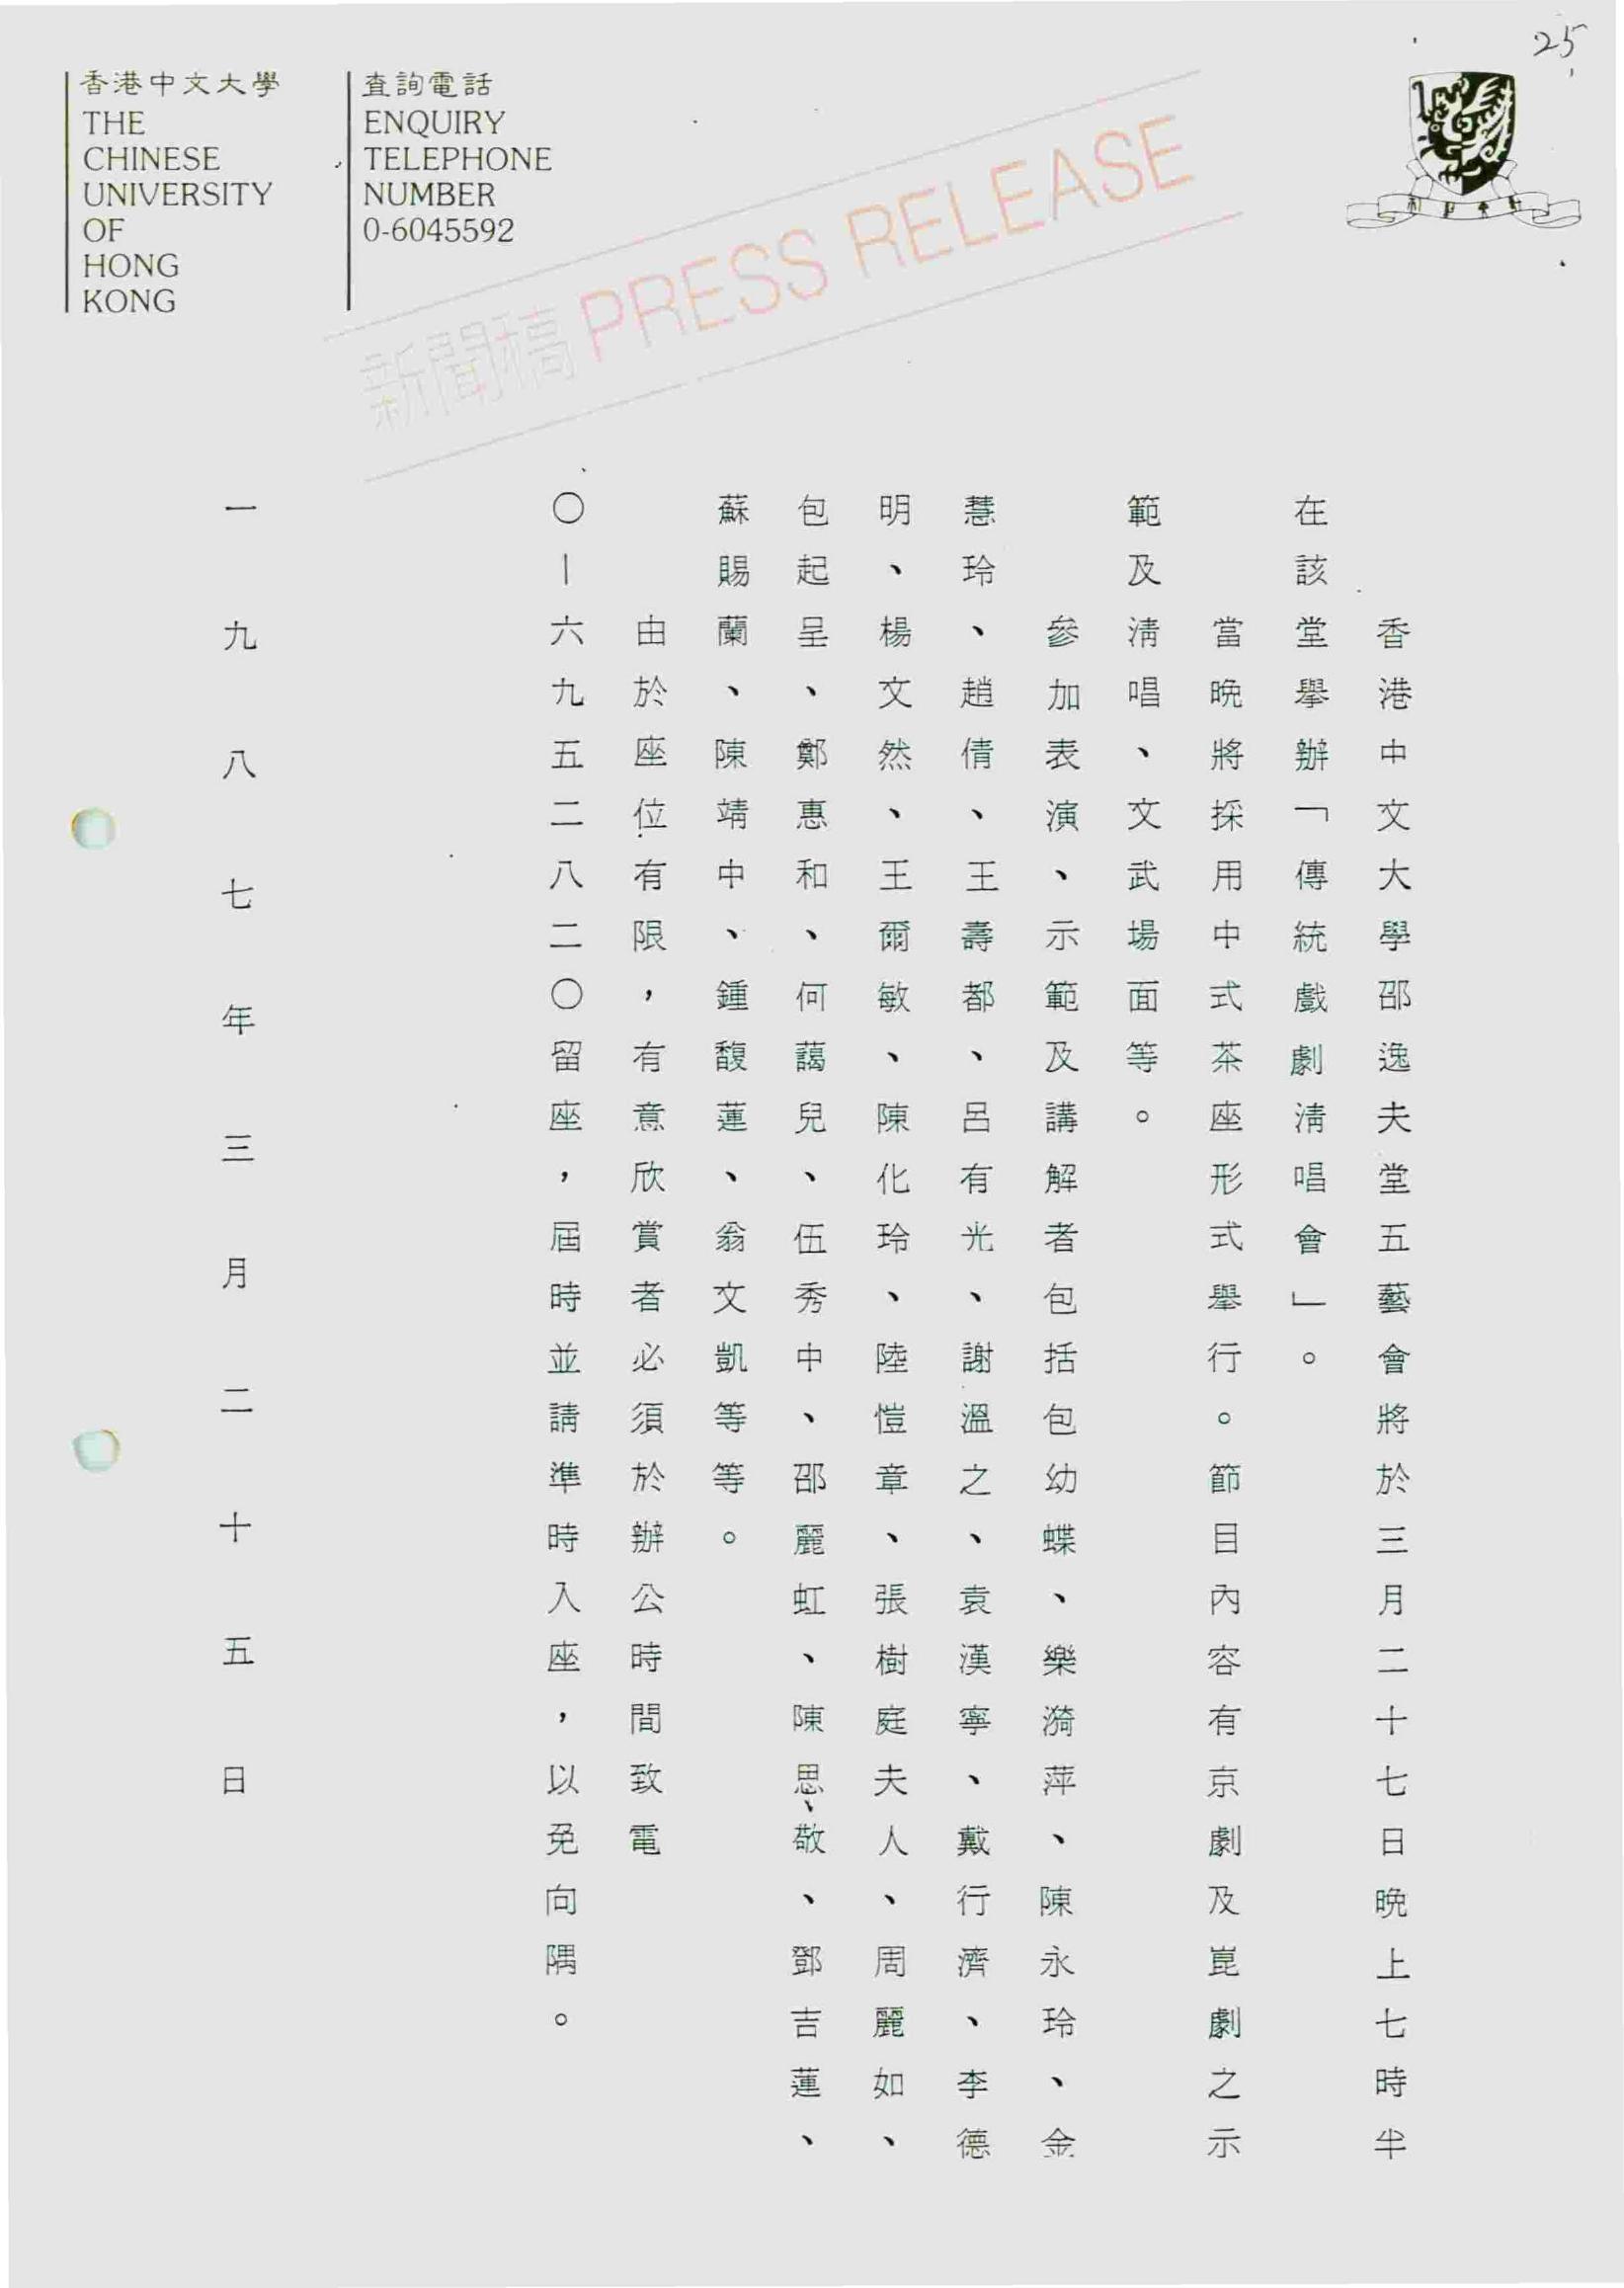 25
香港中文大學
THE
CHINESE
UNIVERSITY
OF
HONG
KONG
查詢電話
ENQUIRY
TELEPHONE
NUMBER
0-6045592
新聞稿 PRESS RELEASE
香港中文大學邵逸夫堂五藝會將於三月二十七日晚上七時半
在該堂舉辦「傳統戲劇清唱會」。
當晚將採用中式茶座形式舉行。節目內容有京劇及崑劇之示
範及清唱、文武場面等。
參加表演、示範及講解者包括包幼蝶、樂漪萍、陳永玲、金
慧玲、趙倩、王壽都、呂有光、謝溫之、袁漢寧、戴行濟、李德
明、楊文然、王爾敏、陳化玲、陸愷章、張樹庭夫人、周麗如、
包起呈、鄭惠和、何藹兒、伍秀中、邵麗虹、陳思、敬、鄧吉蓮、
蘇賜蘭、陳靖中、鍾馥蓮、翁文凱等等。
由於座位有限，有意欣賞者必須於辦公時間致電
〇—六九五二八二〇留座，屆時並請準時入座，以免向隅。
一九八七年三月二十五日